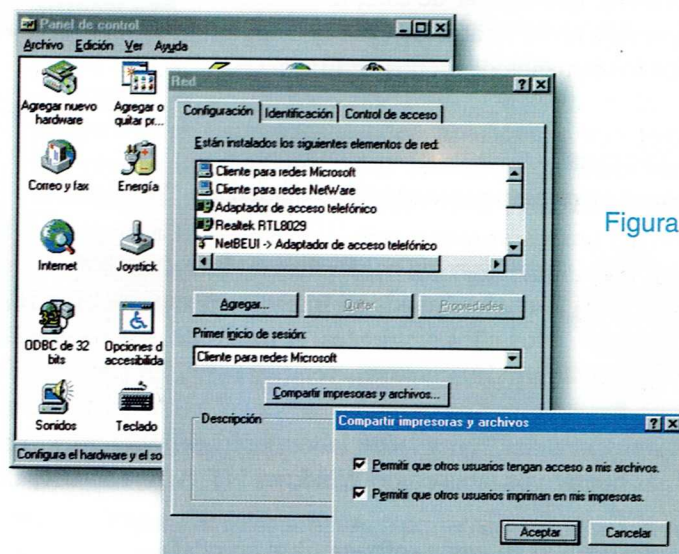 Panel de control
Archivo Edición Ver Ayuda
Agregar nuevo hardware
Agregar o quitar pr...
Correo y fax
Energía
Internet
Joystick
ODBC de 32 bits
Opciones d accesibilida
Sonidos
Teclado
Configura el hardware y el so
Red
Configuración Identificación Control de acceso
Están instalados los siguientes elementos de red:
Cliente para redes Microsoft
Cliente para redes NetWare
Adaptador de acceso telefónico
Realtek RTL8029
NetBEUI -> Adaptador de acceso telefónico
Agregar... Quitar Propiedades
Primer inicio de sesión:
Cliente para redes Microsoft
Compartir impresoras y archivos...
Descripción
Compartir impresoras y archivos
Permitir que otros usuarios tengan acceso a mis archivos.
Permitir que otros usuarios impriman en mis impresoras.
Aceptar Cancelar
Figura